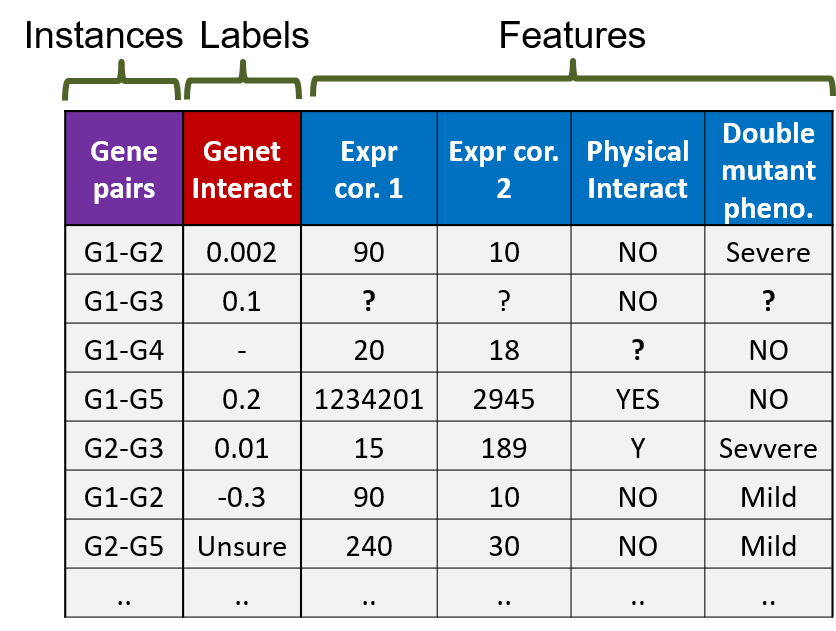 Instances Labels Features
Gene pairs Genet Interact Expr cor. 1 Expr cor. 2 Physical Interact Double mutant pheno.
G1-G2 0.002 90 10 NO Severe
G1-G3 0.1 ? ? NO ?
G1-G4 - 20 18 ? NO
G1-G5 0.2 1234201 2945 YES NO
G2-G3 0.01 15 189 Y Sevvere
G1-G2 -0.3 90 10 NO Mild
G2-G5 Unsure 240 30 NO Mild
.. .. .. .. .. ..